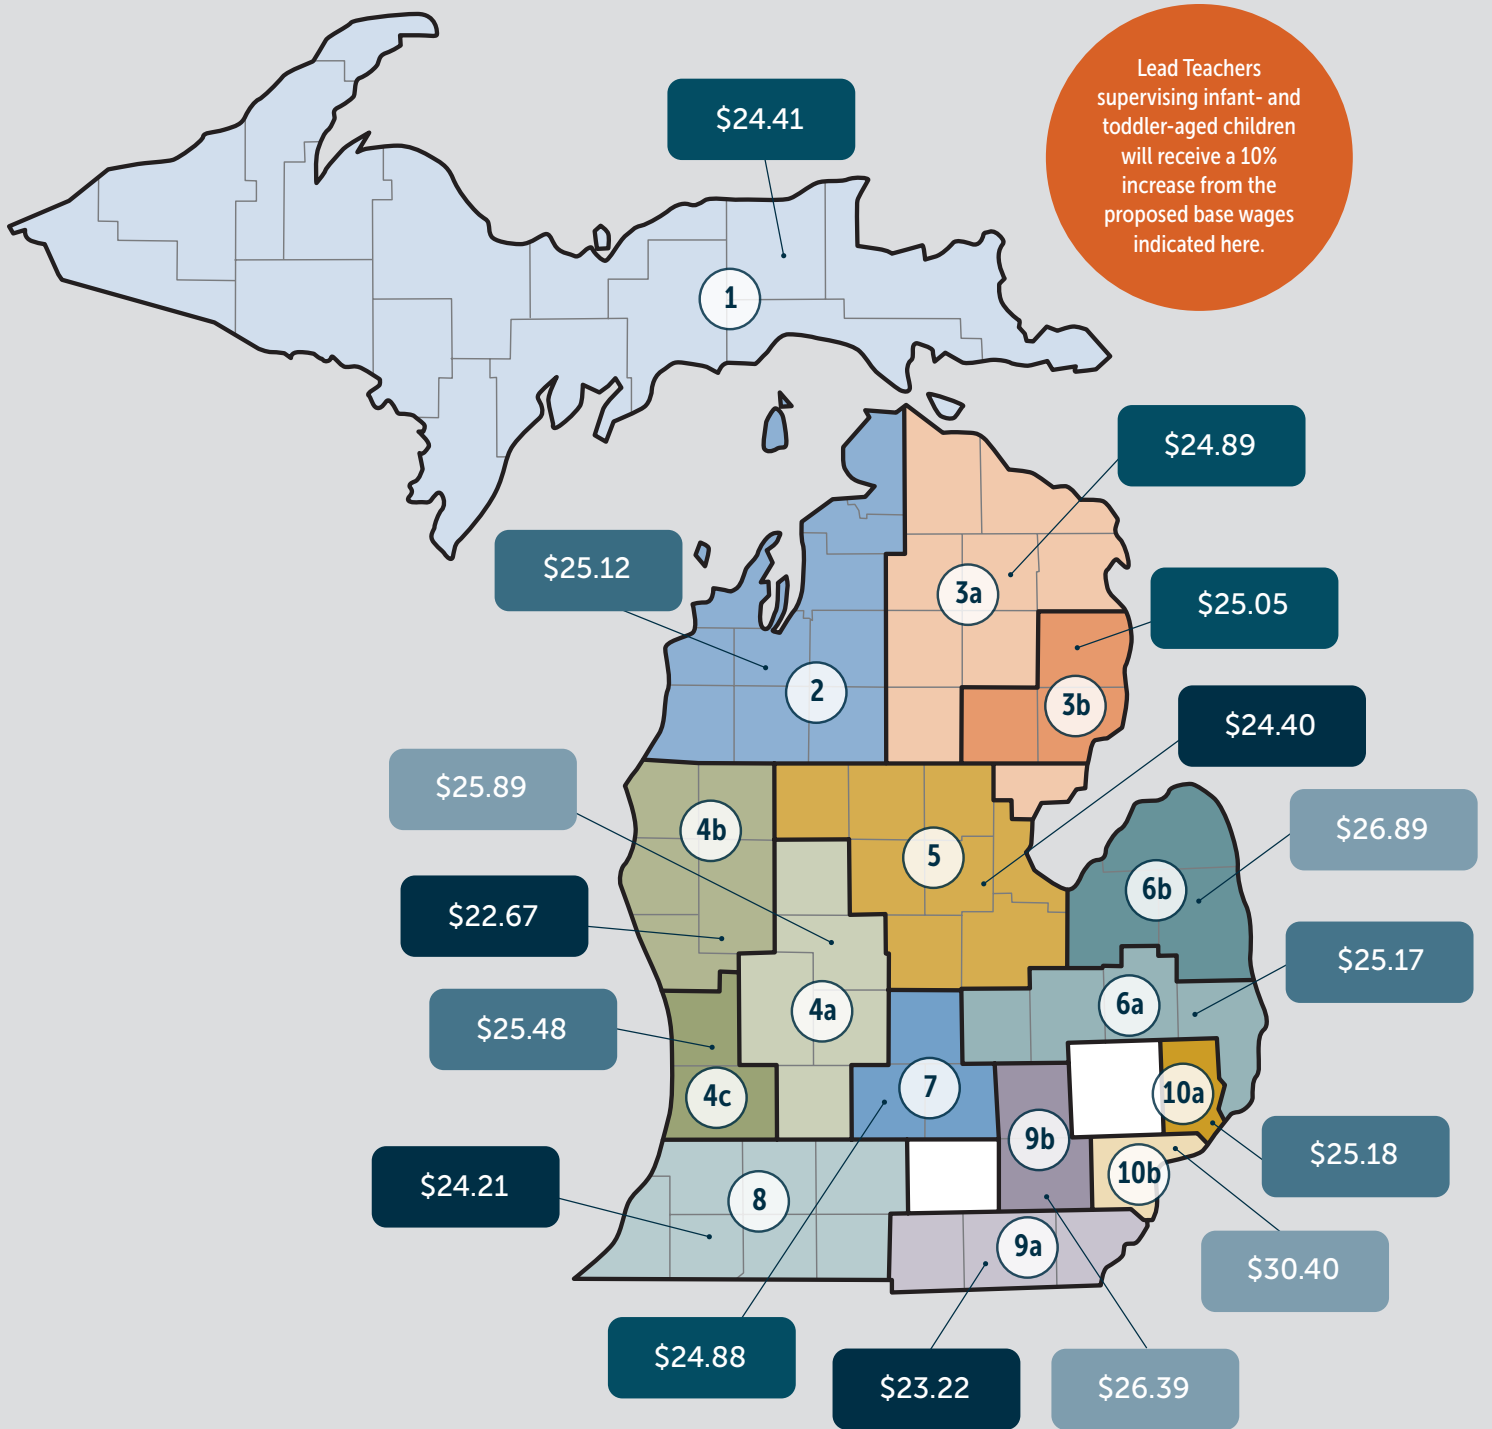 Lead Teachers
supervising infant- and
toddler-aged children
will receive a 10%
increase from the
proposed base wages
indicated here.
$24.41
1
$24.89
$25.12
3a
$25.05
2
3b
$24.40
$25.89
4b
5
$26.89
6b
$22.67
$25.17
4a
6a
$25.48
7
10a
4c
9b
$25.18
10b
$24.21
8
9a
$30.40
$24.88
$23.22
$26.39